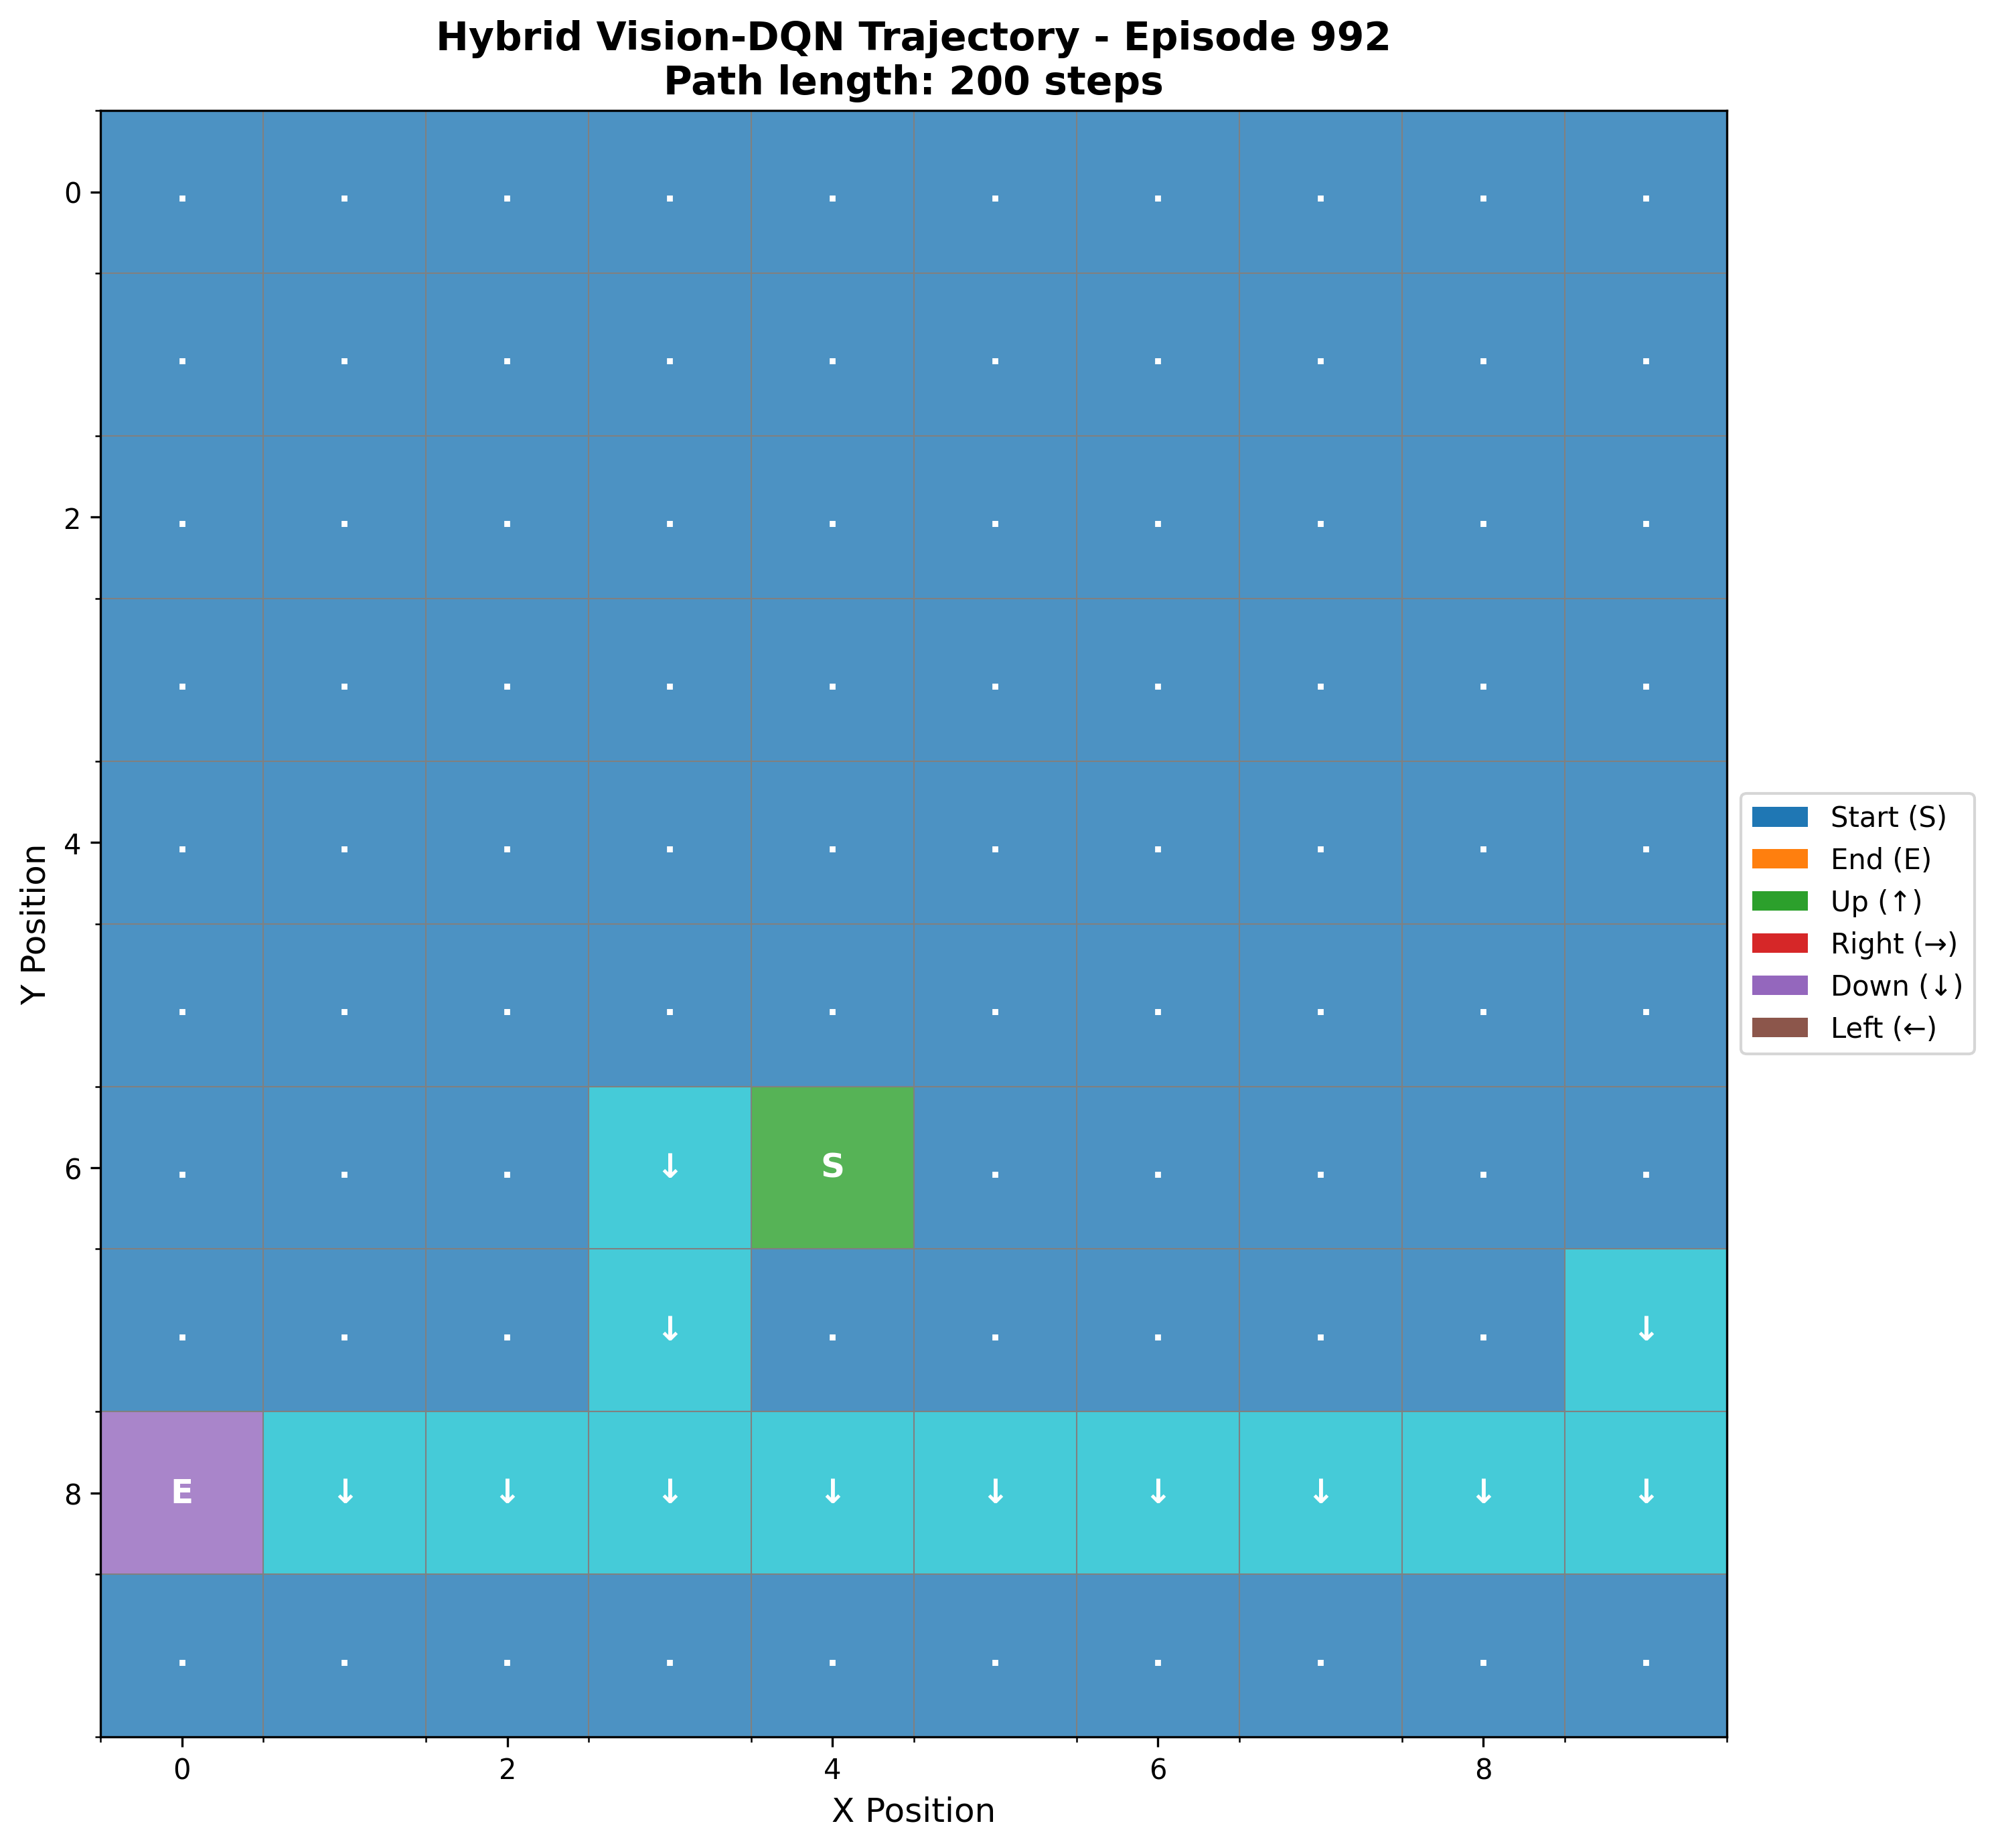 Hybrid Vision-DQN Trajectory - Episode 992
Path length: 200 steps
0
2
4
Y Position
6
8
. . . . . . . . . .
. . . . . . . . . .
. . . . . . . . . .
. . . . . . . . . .
. . . . . . . . . .
. . . . . . . . . .
. . . ↓ S . . . . .
. . . ↓ . . . . . ↓
E ↓ ↓ ↓ ↓ ↓ ↓ ↓ ↓ ↓
. . . . . . . . . .
0 2 4 6 8
X Position
Start (S)
End (E)
Up (↑)
Right (→)
Down (↓)
Left (←)